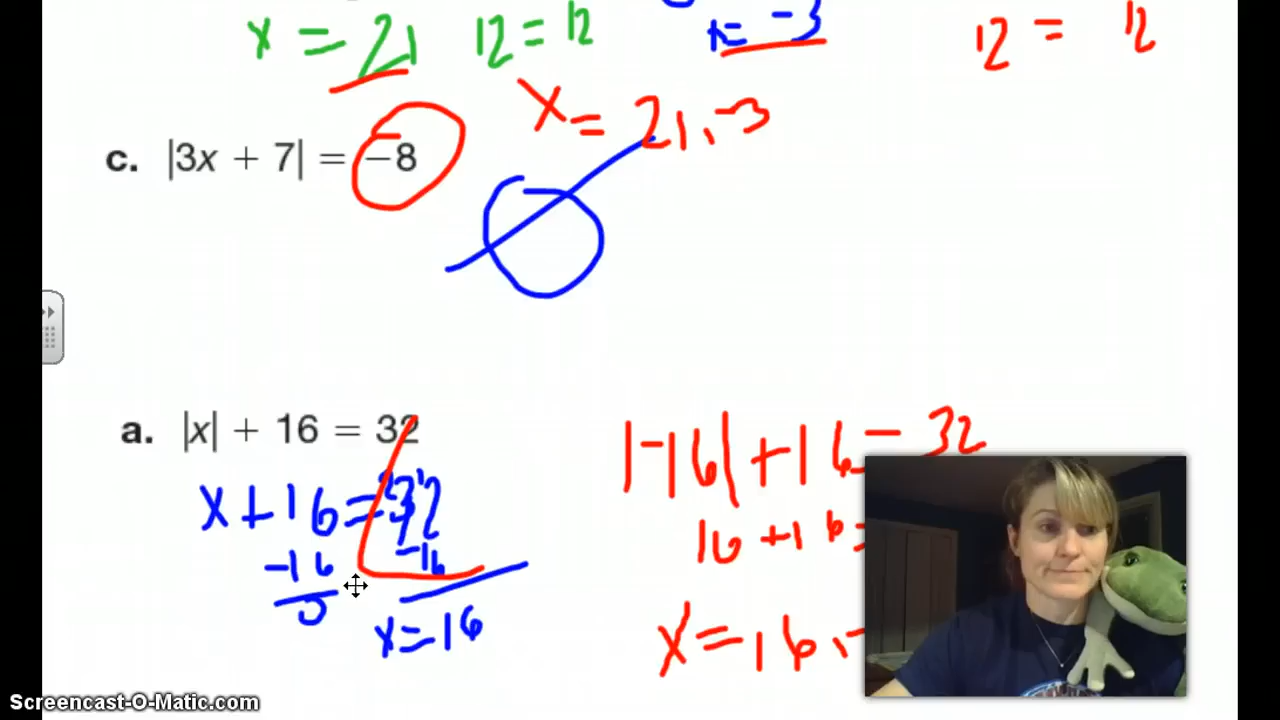 x = 21 12 = 12 = -3 12 = 12
x = 21, -3
c. |3x + 7| = -8
a. |x| + 16 = 32
|-16| + 16 - 32
x + 16 = 32
-16 -16
16 + 16 =
0 x = 16
x = 16, -
Screencast-O-Matic.com